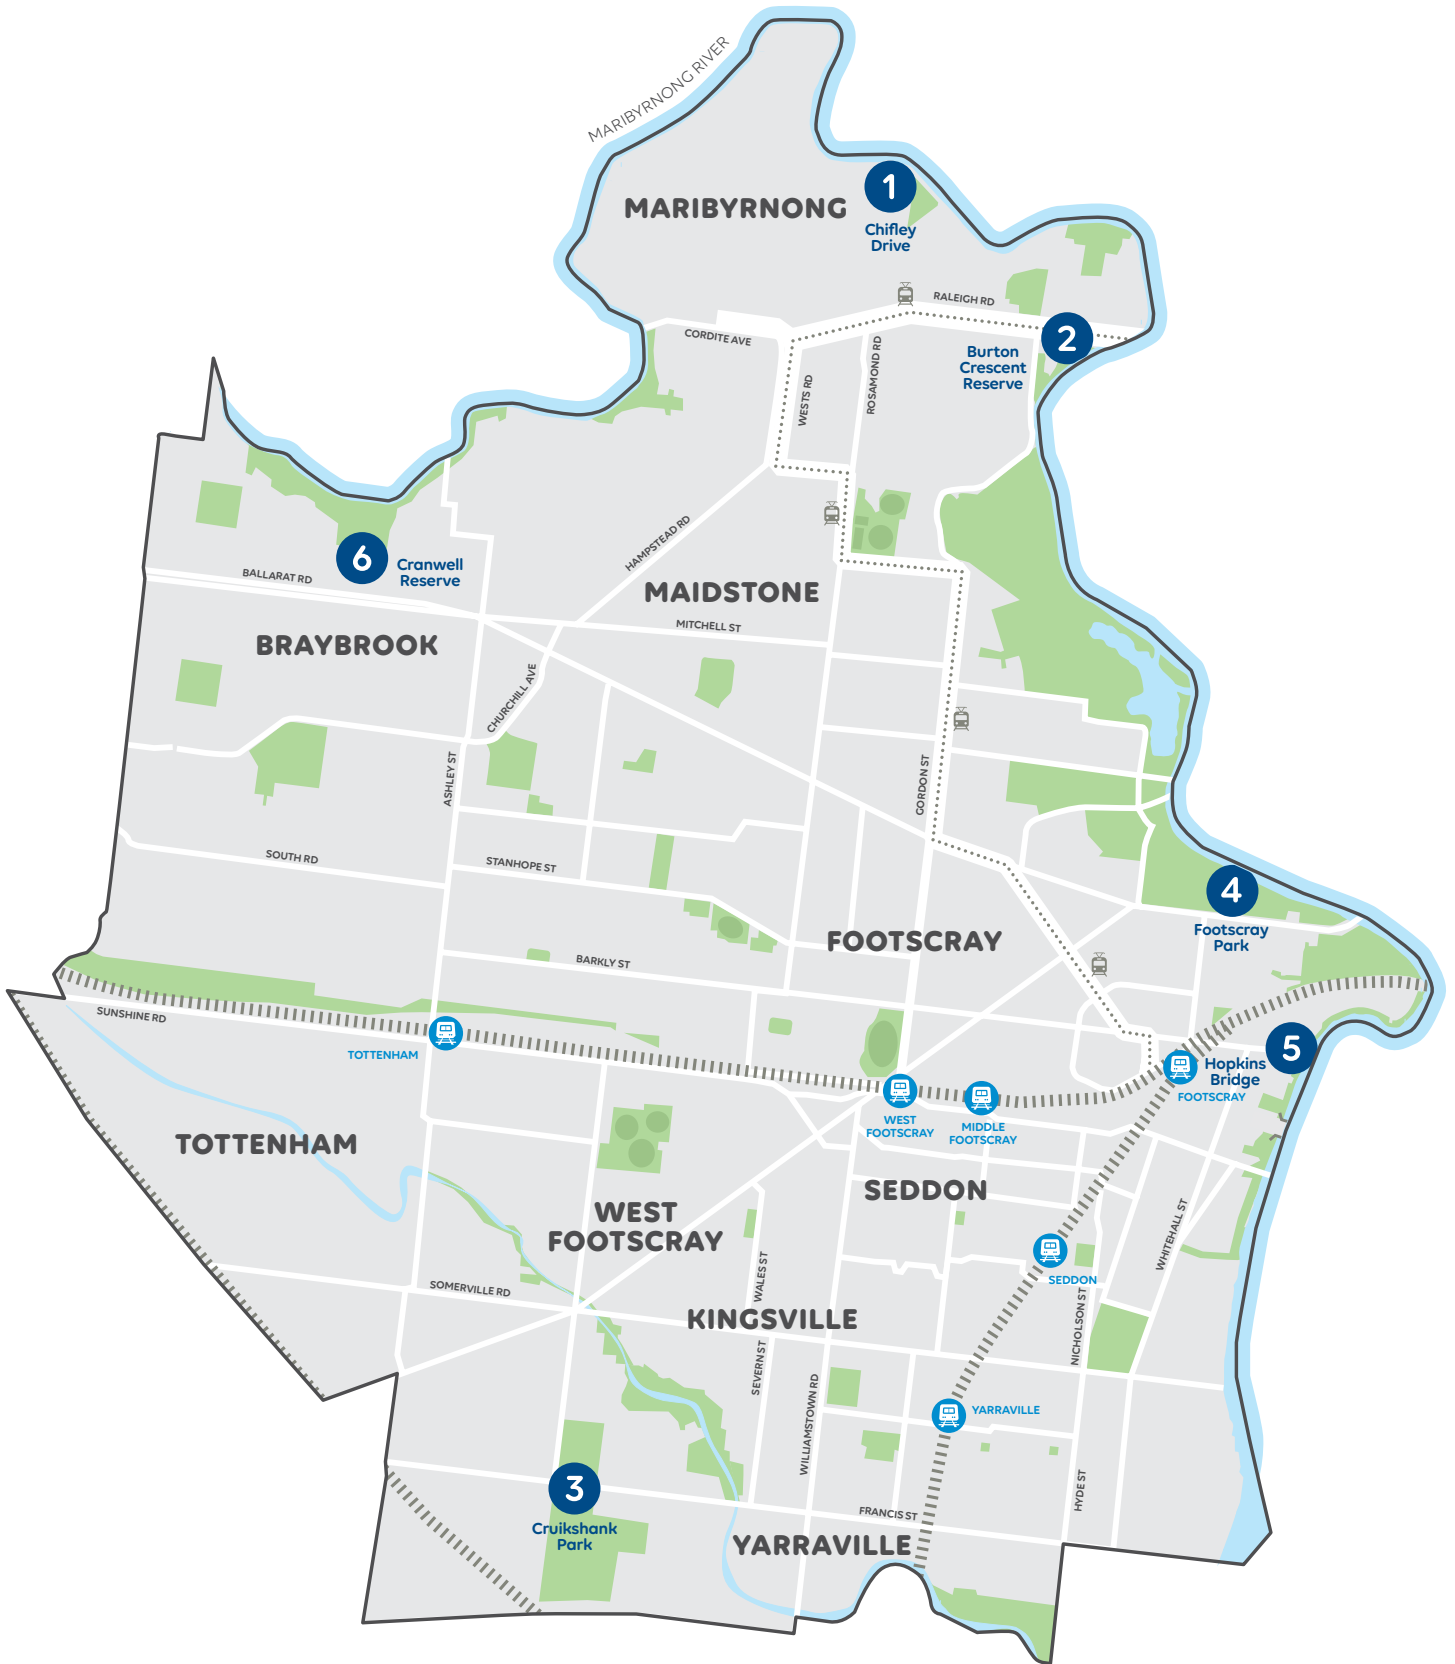 MARIBYRNONG RIVER
1
MARIBYRNONG
Chifley
Drive
RALEIGH RD
CORDITE AVE
2
Burton
Crescent
Reserve
ROSAMOND RD
WESTS RD
HAMPSTEAD RD
6
Cranwell
Reserve
BALLARAT RD
MAIDSTONE
MITCHELL ST
BRAYBROOK
CHURCHILL AVE
ASHLEY ST
GORDON ST
SOUTH RD
STANHOPE ST
4
Footscray
Park
FOOTSCRAY
BARKLY ST
SUNSHINE RD
TOTTENHAM
5
Hopkins
Bridge
FOOTSCRAY
WEST
FOOTSCRAY
MIDDLE
FOOTSCRAY
TOTTENHAM
SEDDON
WEST
FOOTSCRAY
WHITEHALL ST
WALES ST
SEDDON
SOMERVILLE RD
KINGSVILLE
NICHOLSON ST
SEVERN ST
WILLIAMSTOWN RD
YARRAVILLE
3
Cruikshank
Park
HYDE ST
FRANCIS ST
YARRAVILLE